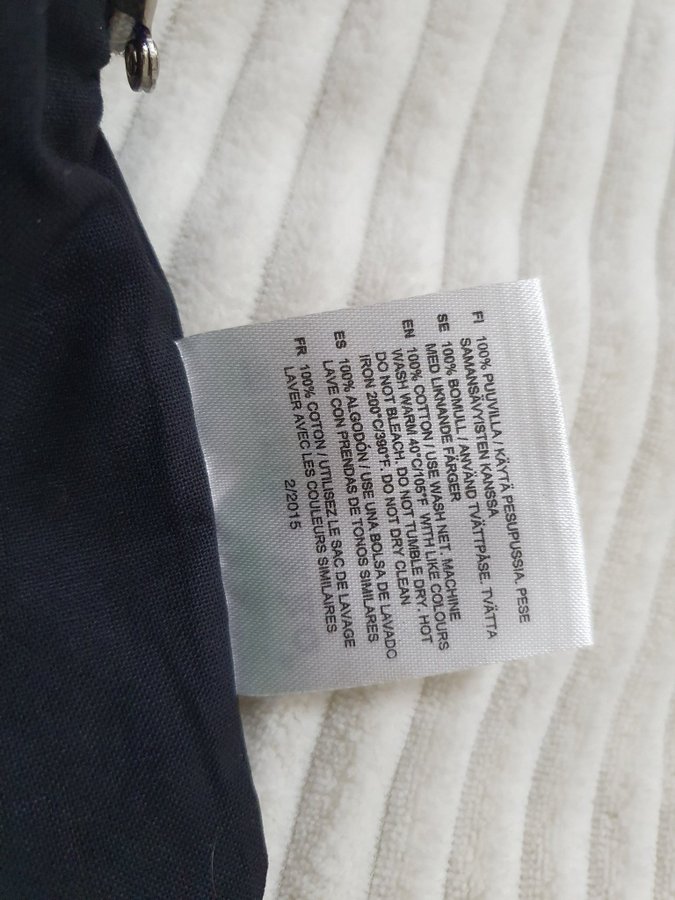 FI 100% PUUVILLA / KÄYTÄ PESUPUSSIA, PESE
SAMANSÄVYISTEN KANSSA
SE 100% BOMULL / ANVÄND TVÄTTPÅSE. TVÄTTA
MED LIKNANDE FÄRGER
EN 100% COTTON / USE WASH NET. MACHINE
WASH WARM 40°C/105°F WITH LIKE COLOURS
DO NOT BLEACH. DO NOT TUMBLE DRY. HOT
IRON 200°C/390°F. DO NOT DRY CLEAN
ES 100% ALGODÓN / USE UNA BOLSA DE LAVADO
LAVE CON PRENDAS DE TONOS SIMILARES
FR 100% COTON / UTILISEZ LE SAC DE LAVAGE
LAVER AVEC LES COULEURS SIMILAIRES
2/2015